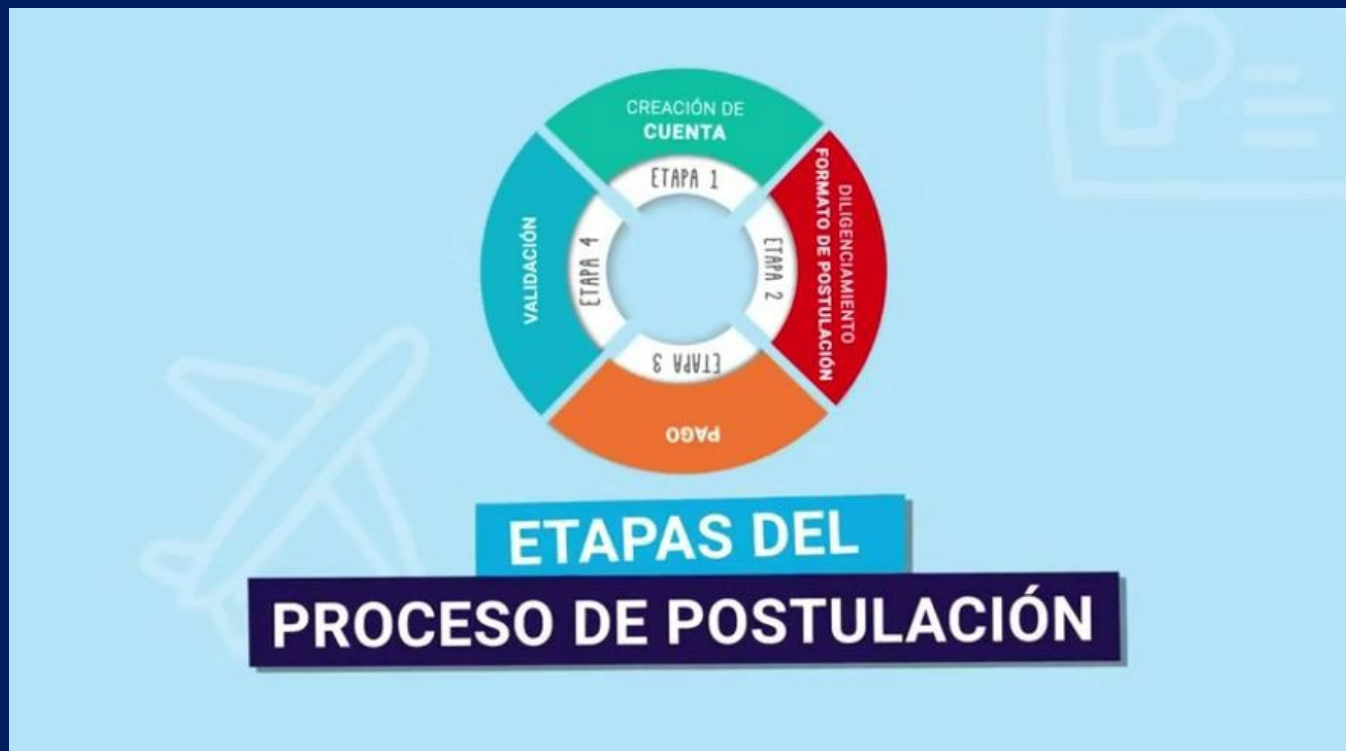 CREACIÓN DE
CUENTA
ETAPA 1
DILIGENCIAMIENTO
FORMATO DE POSTULACIÓN
ETAPA 2
ETAPA 3
PAGO
VALIDACIÓN
ETAPA 4
ETAPAS DEL
PROCESO DE POSTULACIÓN